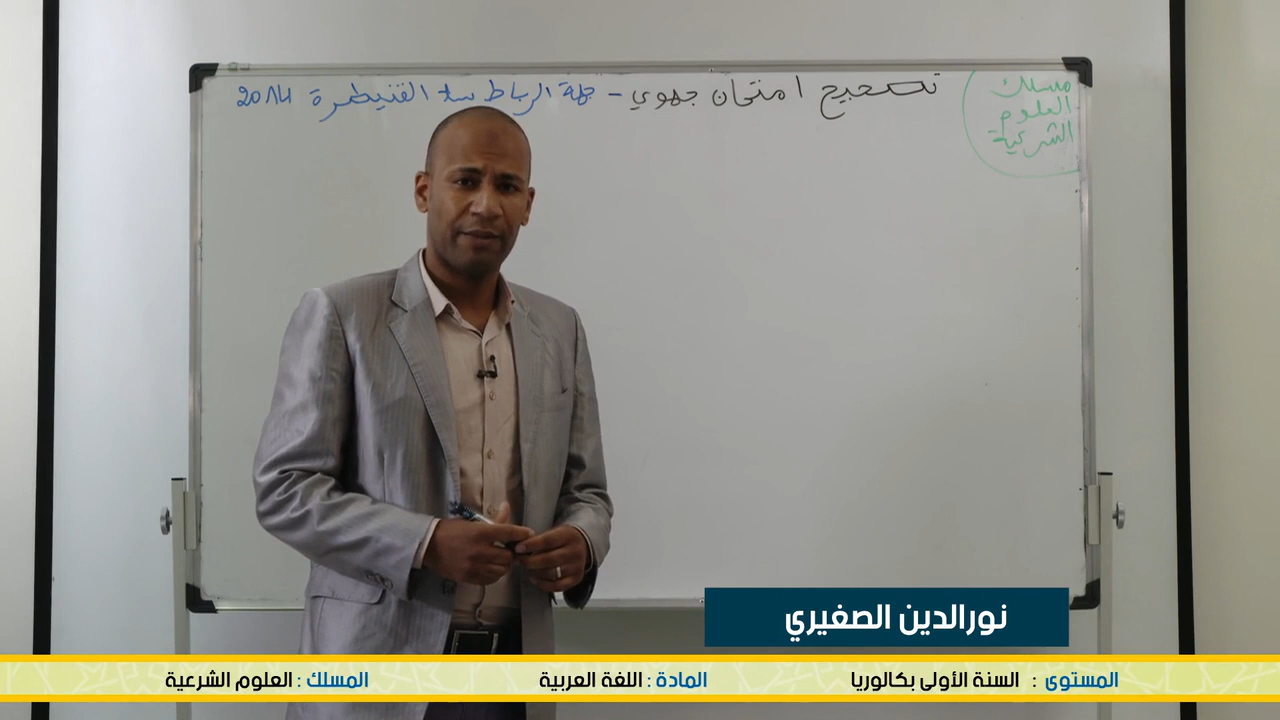 تصحيح امتحان جهوي - جهة الرباط سلا القنيطرة 2014
مسلك
العلوم
الشرعية
نورالدين الصغيري
المستوى : السنة الأولى بكالوريا المادة : اللغة العربية المسلك : العلوم الشرعية